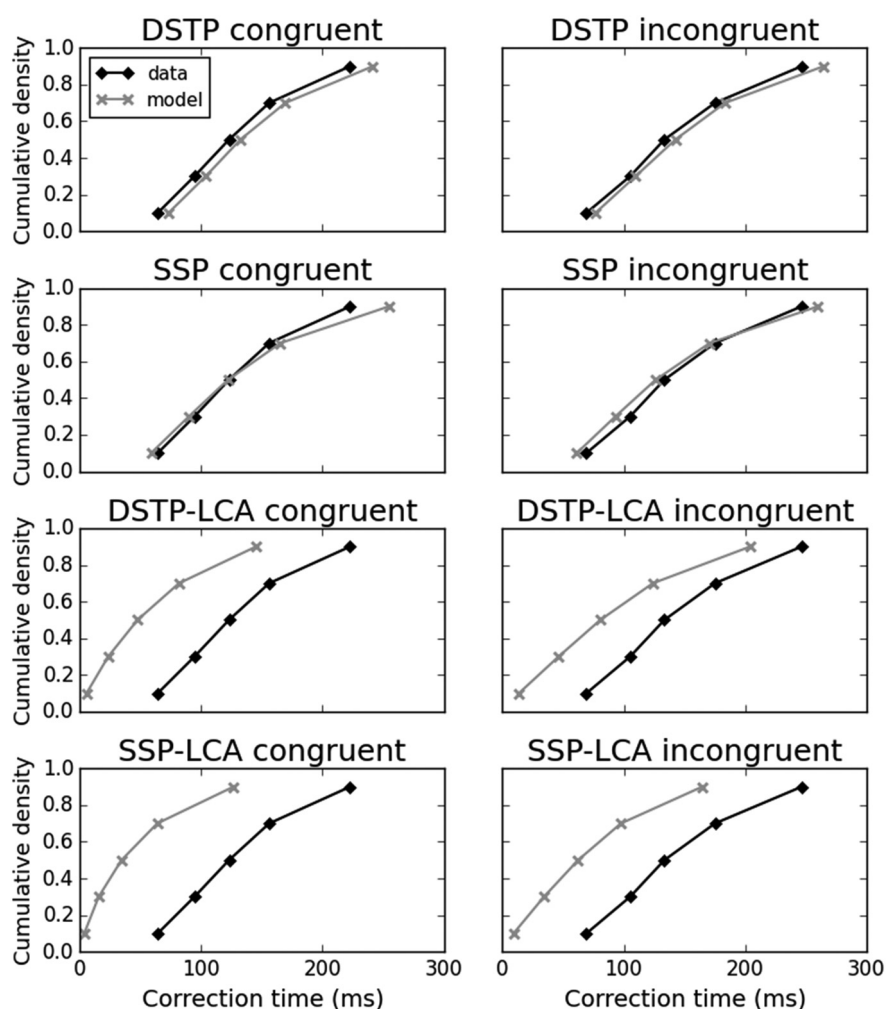 DSTP congruent
DSTP incongruent
Cumulative density
1.0
0.8
0.6
0.4
0.2
0.0
data
model
SSP congruent
SSP incongruent
Cumulative density
1.0
0.8
0.6
0.4
0.2
0.0
DSTP-LCA congruent
DSTP-LCA incongruent
Cumulative density
1.0
0.8
0.6
0.4
0.2
0.0
SSP-LCA congruent
SSP-LCA incongruent
Cumulative density
1.0
0.8
0.6
0.4
0.2
0.0
0 100 200 300
0 100 200 300
Correction time (ms)
Correction time (ms)